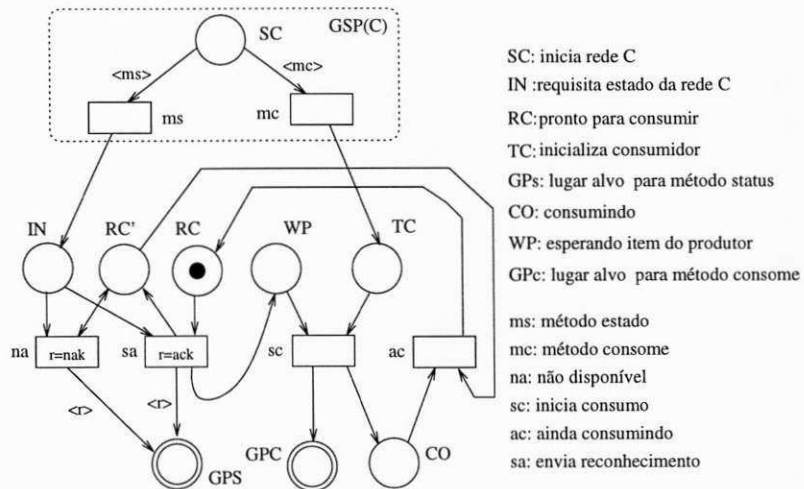 SC
GSP(C)
<ms>
<mc>
ms
mc
IN
RC'
RC
WP
TC
na
r=nak
sa
r=ack
sc
ac
<r>
<r>
GPS
GPC
CO
SC: inicia rede C
IN :requisita estado da rede C
RC:pronto para consumir
TC: inicializa consumidor
GPs: lugar alvo para método status
CO: consumindo
WP: esperando item do produtor
GPc: lugar alvo para método consome
ms: método estado
mc: método consome
na: não disponível
sc: inicia consumo
ac: ainda consumindo
sa: envia reconhecimento